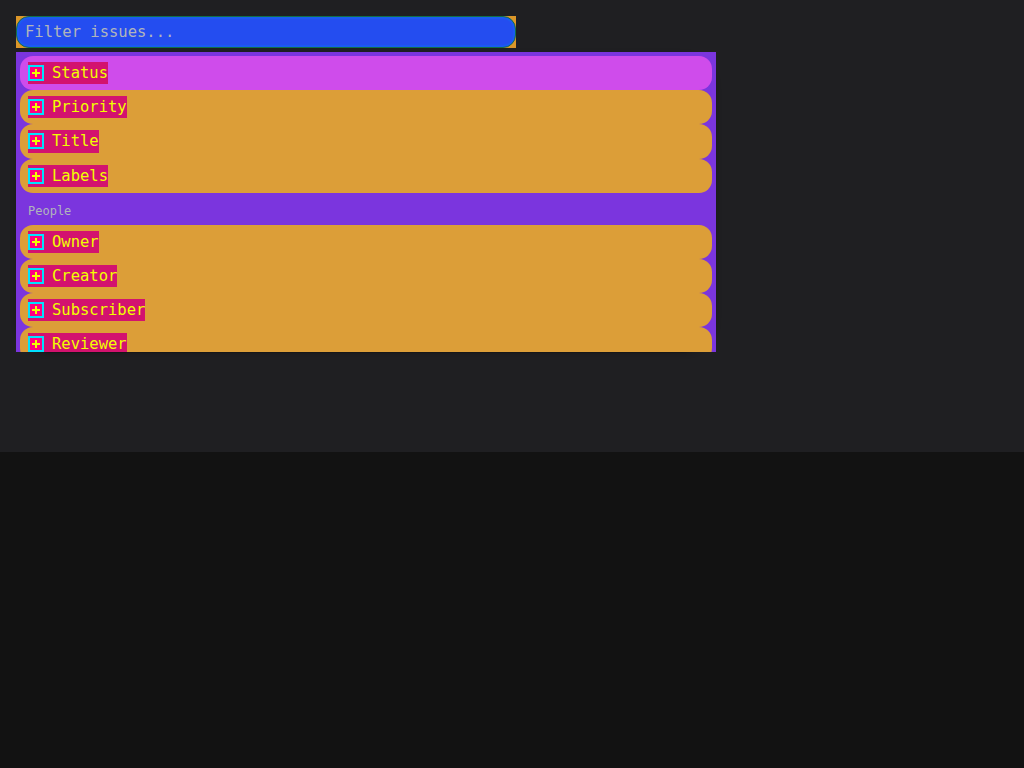 Filter issues...
Status
Priority
Title
Labels
People
Owner
Creator
Subscriber
Reviewer